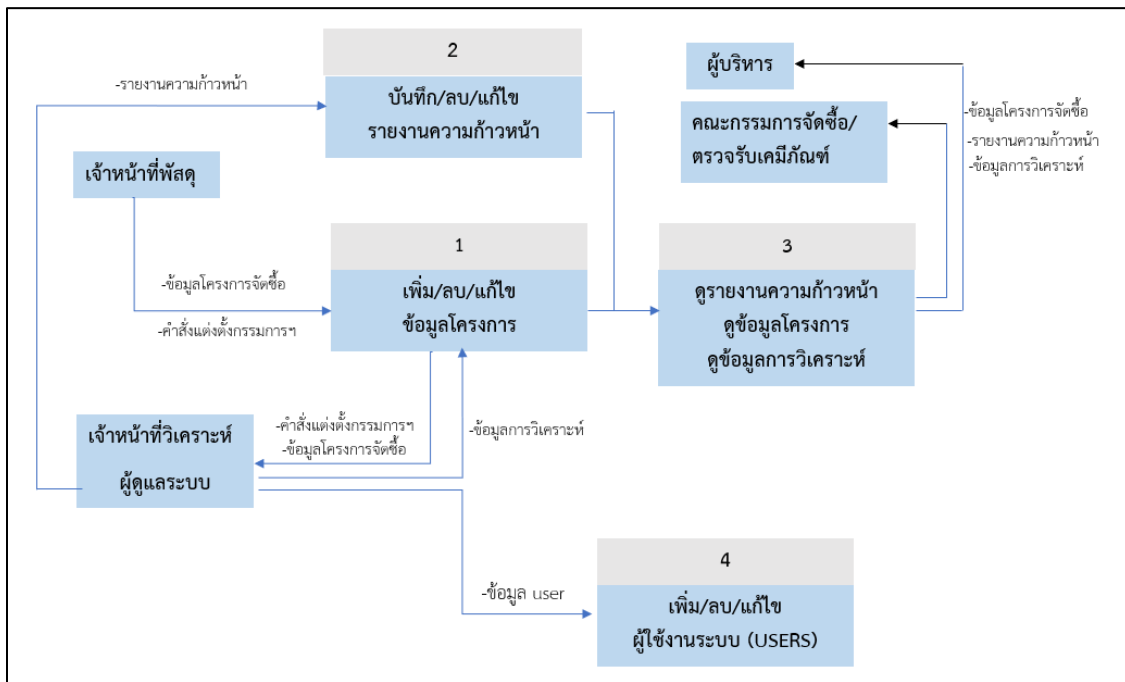 2
บันทึก/ลบ/แก้ไข
รายงานความก้าวหน้า
-รายงานความก้าวหน้า
ผู้บริหาร
คณะกรรมการจัดซื้อ/
ตรวจรับเคมีภัณฑ์
-ข้อมูลโครงการจัดซื้อ
-รายงานความก้าวหน้า
-ข้อมูลการวิเคราะห์
เจ้าหน้าที่พัสดุ
-ข้อมูลโครงการจัดซื้อ
-คำสั่งแต่งตั้งกรรมการฯ
1
เพิ่ม/ลบ/แก้ไข
ข้อมูลโครงการ
3
ดูรายงานความก้าวหน้า
ดูข้อมูลโครงการ
ดูข้อมูลการวิเคราะห์
เจ้าหน้าที่วิเคราะห์
ผู้ดูแลระบบ
-คำสั่งแต่งตั้งกรรมการฯ
-ข้อมูลโครงการจัดซื้อ
-ข้อมูลการวิเคราะห์
-ข้อมูล user
4
เพิ่ม/ลบ/แก้ไข
ผู้ใช้งานระบบ (USERS)